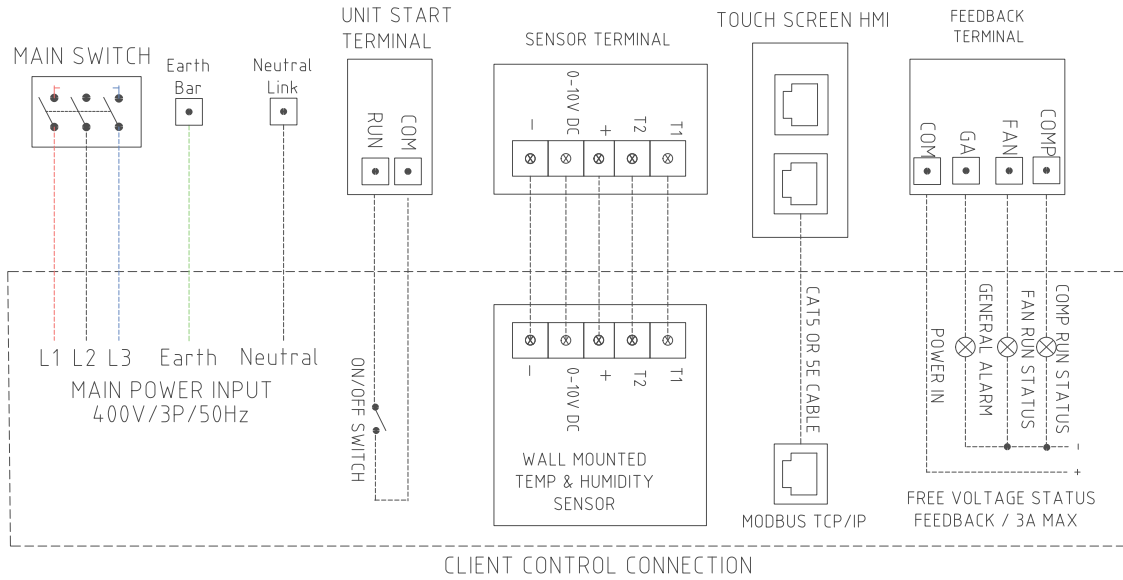 MAIN SWITCH
Earth
Bar
Neutral
Link
UNIT START
TERMINAL
RUN
COM
SENSOR TERMINAL
-
0-10V DC
+
T2
T1
TOUCH SCREEN HMI
FEEDBACK
TERMINAL
COM
GA
FAN
COMP
L1 L2 L3 Earth Neutral
MAIN POWER INPUT
400V/3P/50Hz
ON/OFF SWITCH
-
0-10V DC
+
T2
T1
WALL MOUNTED
TEMP & HUMIDITY
SENSOR
CAT5 OR 5E CABLE
MODBUS TCP/IP
POWER IN
GENERAL ALARM
FAN RUN STATUS
COMP RUN STATUS
-
+
FREE VOLTAGE STATUS
FEEDBACK / 3A MAX
CLIENT CONTROL CONNECTION